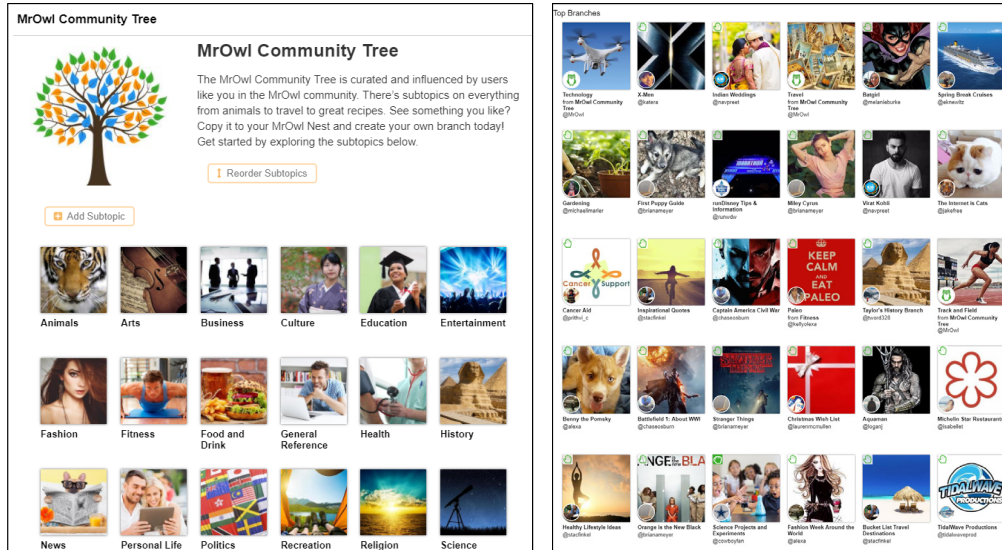 MrOwl Community Tree
MrOwl Community Tree
The MrOwl Community Tree is curated and influenced by users
like you in the MrOwl community. There's subtopics on everything
from animals to travel to great recipes. See something you like?
Copy it to your MrOwl Nest and create your own branch today!
Get started by exploring the subtopics below.
Reorder Subtopics
Add Subtopic
Animals Arts Business Culture Education Entertainment
Fashion Fitness Food and Drink General Reference Health History
News Personal Life Politics Recreation Religion Science
Top Branches
Technology
from MrOwl Community
Tree
@MrOwl
X-Men
@katera
Indian Weddings
@navpreet
Travel
from MrOwl Community
Tree
@MrOwl
Batgirl
@melanieburke
Spring Break Cruises
@eknewitz
Gardening
@michaelmarler
First Puppy Guide
@brianameyer
runDisney Tips &
Information
@runwdw
Miley Cyrus
@brianameyer
Virat Kohli
@navpreet
The Internet is Cats
@jakefree
Cancer Support
Cancer Aid
@prithvi_c
Inspirational Quotes
@stacfinkel
Captain America Civil War
@chaseosburn
KEEP
CALM
AND
EAT
PALEO
Paleo
from Fitness
@kellyolexa
Taylor's History Branch
@tword328
Track and Field
from MrOwl Community
Tree
@MrOwl
Benny the Pomsky
@alexa
Battlefield 1: About WWI
@chaseosburn
STRANGER THINGS
Stranger Things
@brianameyer
Christmas Wish List
@laurenmcmullen
Aquaman
@loganj
Michelin Star Restaurants
@isabellet
Healthy Lifestyle Ideas
@stacfinkel
Orange is the New Black
@brianameyer
Science Projects and
Experiments
@cowboyfan
Fashion Week Around the
World
@alexa
Bucket List Travel
Destinations
@stacfinkel
TIDALWAVE
PRODUCTIONS
TidalWave Productions
@tidalwaveprod